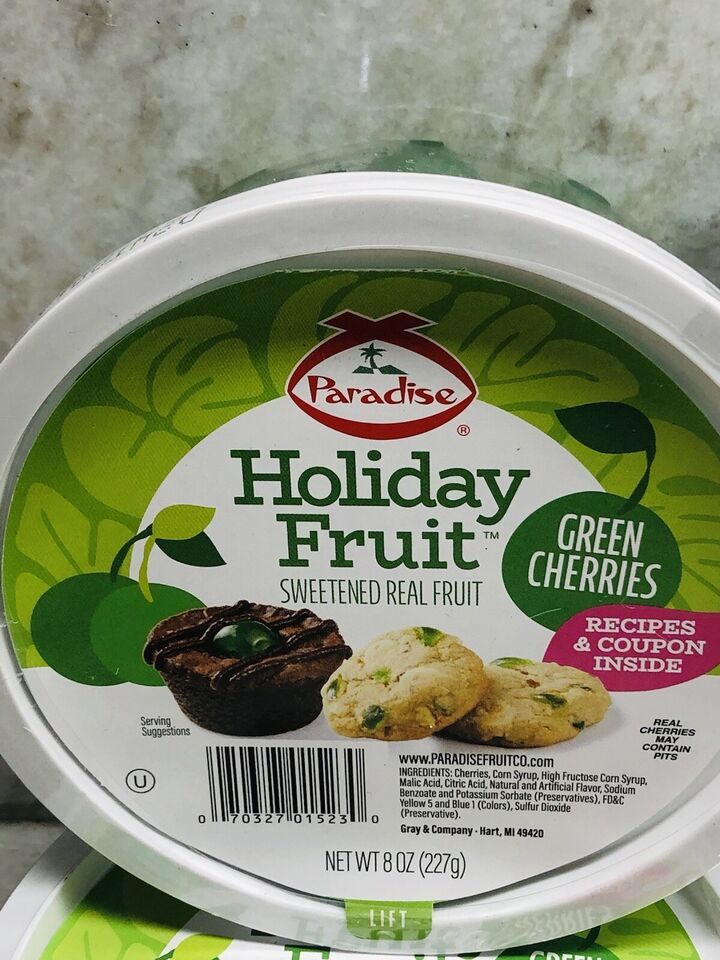 Paradise
®
Holiday
Fruit™
SWEETENED REAL FRUIT
GREEN
CHERRIES
RECIPES
& COUPON
INSIDE
Serving
Suggestions
REAL
CHERRIES
MAY
CONTAIN
PITS
U
0 70327 01523 0
www.PARADISEFRUITCO.com
INGREDIENTS: Cherries, Corn Syrup, High Fructose Corn Syrup,
Malic Acid, Citric Acid, Natural and Artificial Flavor, Sodium
Benzoate and Potassium Sorbate (Preservatives), FD&C
Yellow 5 and Blue 1 (Colors), Sulfur Dioxide
(Preservative).
Gray & Company - Hart, MI 49420
NET WT 8 OZ (227g)
LIFT